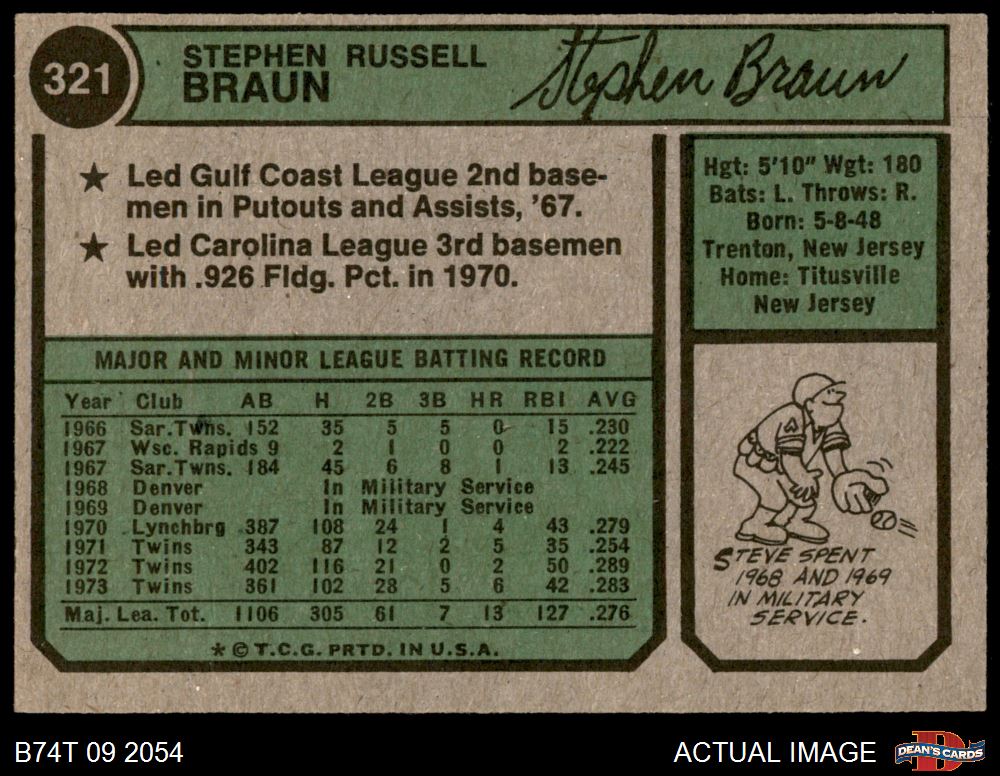 321
STEPHEN RUSSELL
BRAUN
Stephen Braun
★ Led Gulf Coast League 2nd base-
men in Putouts and Assists, '67.
★ Led Carolina League 3rd basemen
with .926 Fldg. Pct. in 1970.
Hgt: 5'10" Wgt: 180
Bats: L. Throws: R.
Born: 5-8-48
Trenton, New Jersey
Home: Titusville
New Jersey
MAJOR AND MINOR LEAGUE BATTING RECORD
Year Club AB H 2B 3B HR RBI AVG
1966 Sar.Twns. 152 35 5 5 0 15 .230
1967 Wsc. Rapids 9 2 1 0 0 2 .222
1967 Sar.Twns. 184 45 6 8 1 13 .245
1968 Denver In Military Service
1969 Denver In Military Service
1970 Lynchbrg 387 108 24 1 4 43 .279
1971 Twins 343 87 12 2 5 35 .254
1972 Twins 402 116 21 0 2 50 .289
1973 Twins 361 102 28 5 6 42 .283
Maj. Lea. Tot. 1106 305 61 7 13 127 .276
* © T.C.G. PRTD. IN U.S.A.
STEVE SPENT
1968 AND 1969
IN MILITARY
SERVICE.
B74T 09 2054
ACTUAL IMAGE
DEAN'S CARDS